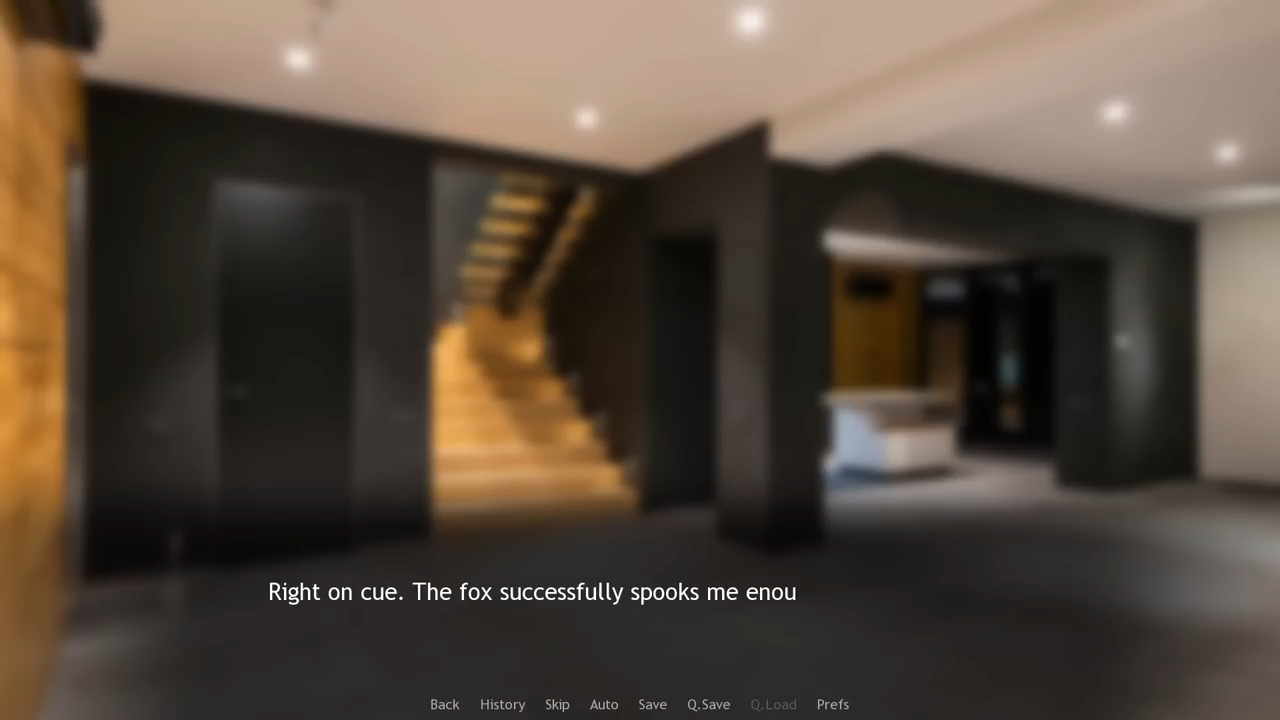 Right on cue. The fox successfully spooks me enou
Back History Skip Auto Save Q.Save Q.Load Prefs